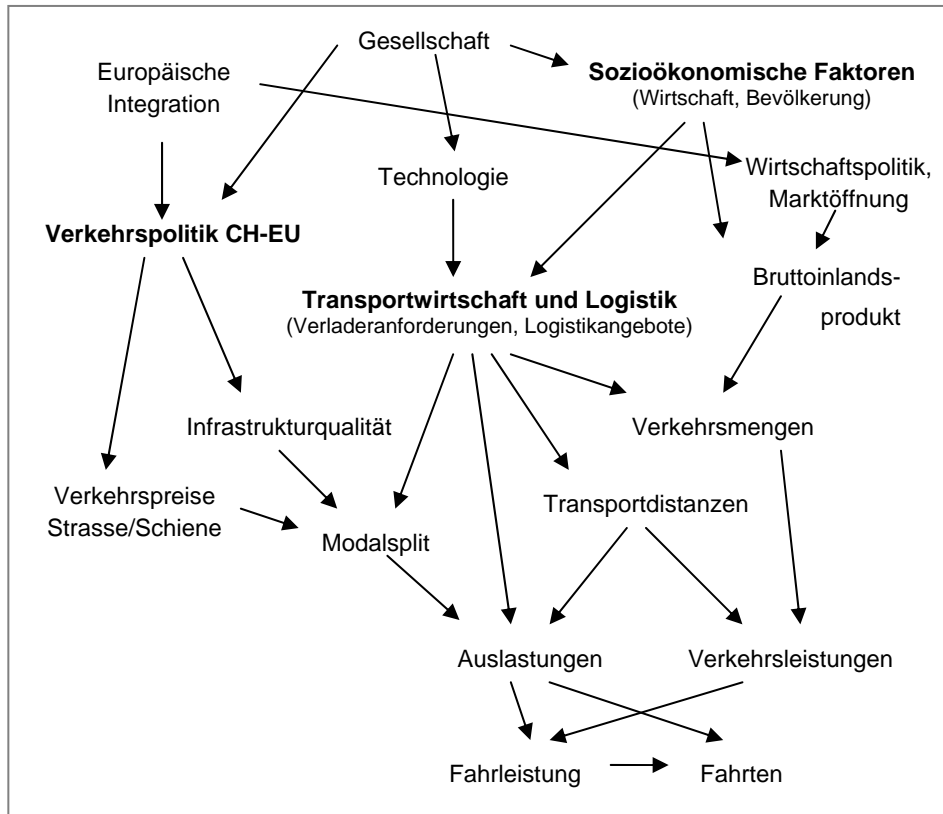 Gesellschaft
Europäische
Integration
Sozioökonomische Faktoren
(Wirtschaft, Bevölkerung)
Technologie
Wirtschaftspolitik,
Marktöffnung
Verkehrspolitik CH-EU
Bruttoinlands-
produkt
Transportwirtschaft und Logistik
(Verladeranforderungen, Logistikangebote)
Infrastrukturqualität
Verkehrsmengen
Verkehrspreise
Strasse/Schiene
Transportdistanzen
Modalsplit
Auslastungen
Verkehrsleistungen
Fahrleistung
Fahrten